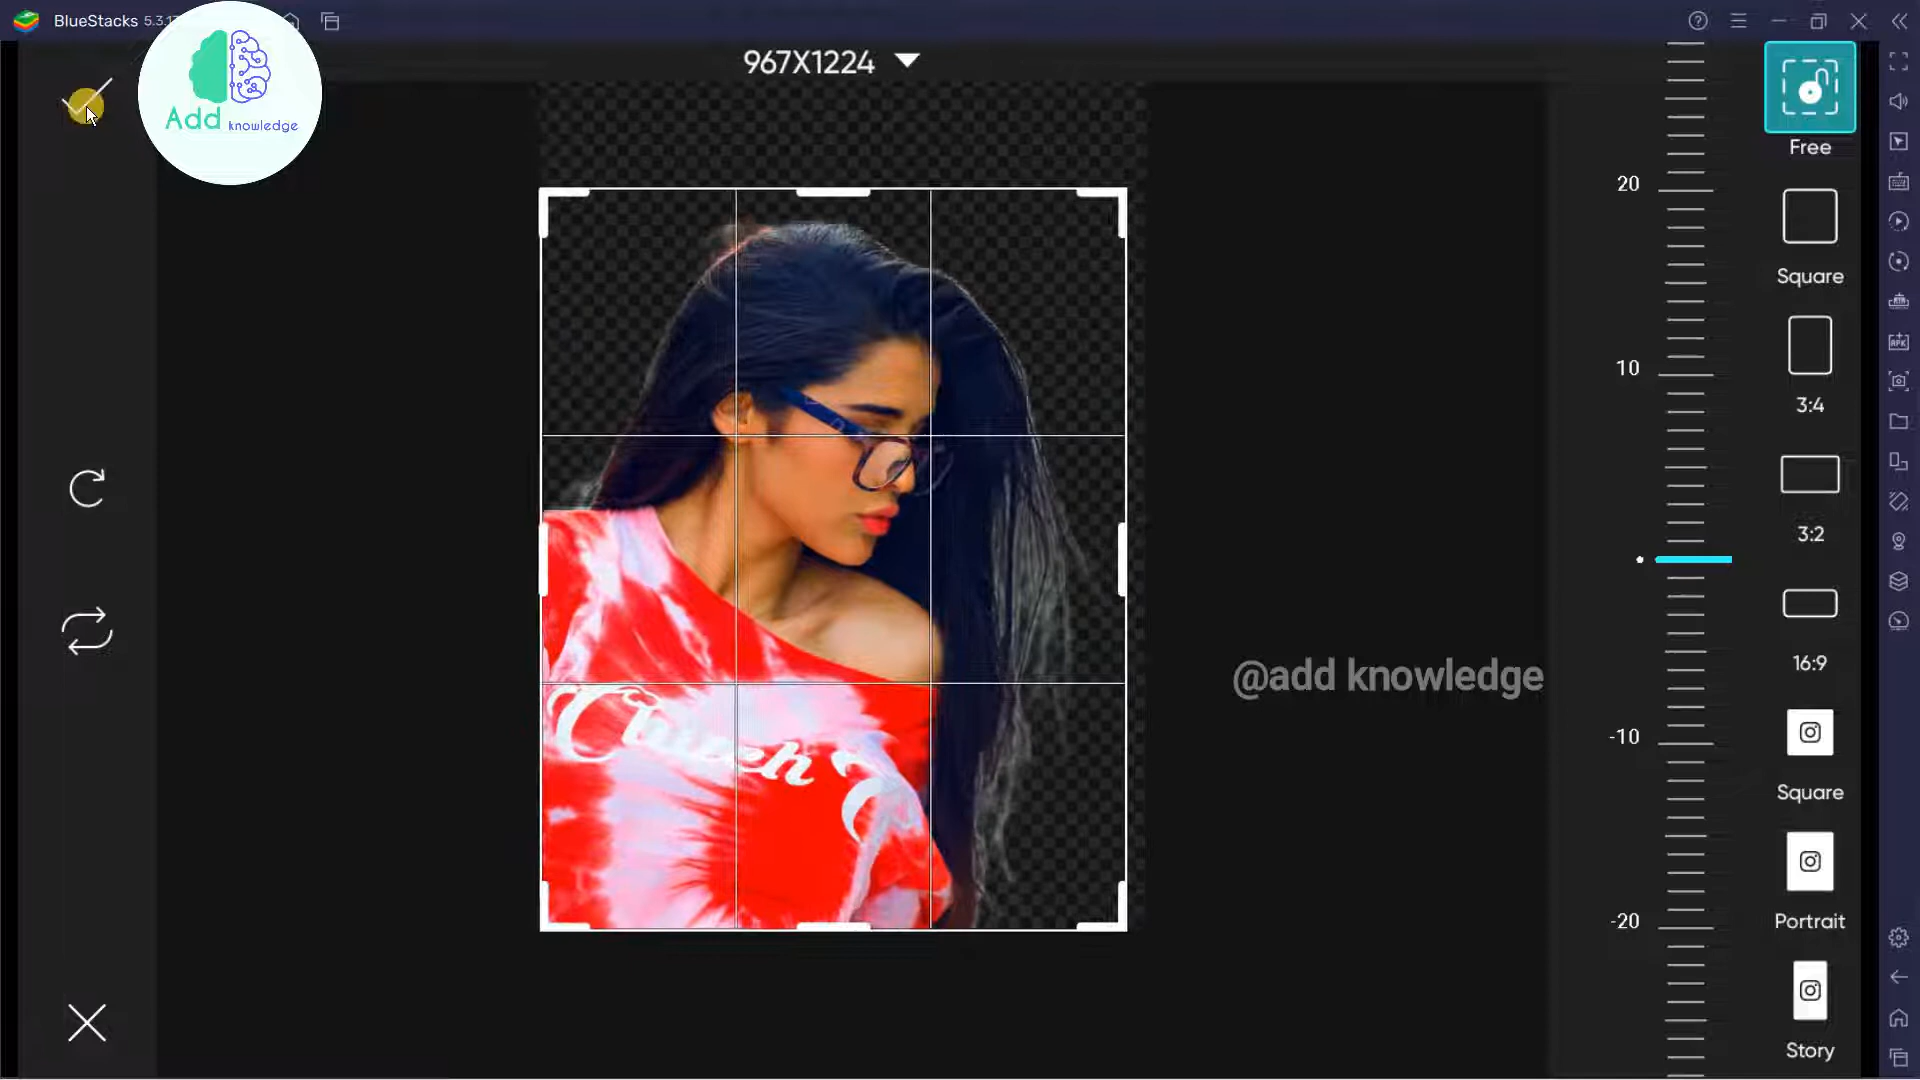 BlueStacks
Add knowledge
967X1224
Free
Square
3:4
3:2
16:9
Square
Portrait
Story
20
10
-10
-20
@add knowledge